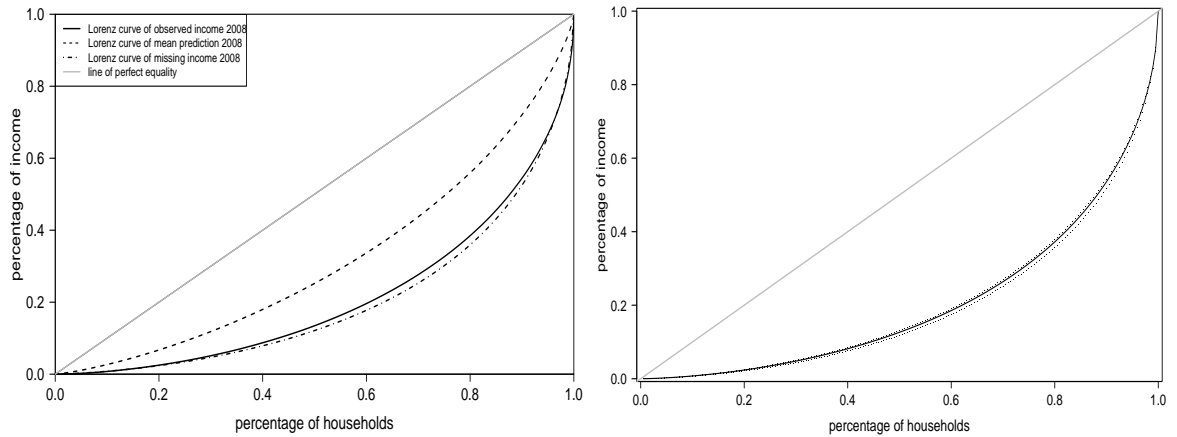 Lorenz curve of observed income 2008
Lorenz curve of mean prediction 2008
Lorenz curve of missing income 2008
line of perfect equality
percentage of income
1.0
0.8
0.6
0.4
0.2
0.0
0.0 0.2 0.4 0.6 0.8 1.0
percentage of households
percentage of income
1.0
0.8
0.6
0.4
0.2
0.0
0.0 0.2 0.4 0.6 0.8 1.0
percentage of households